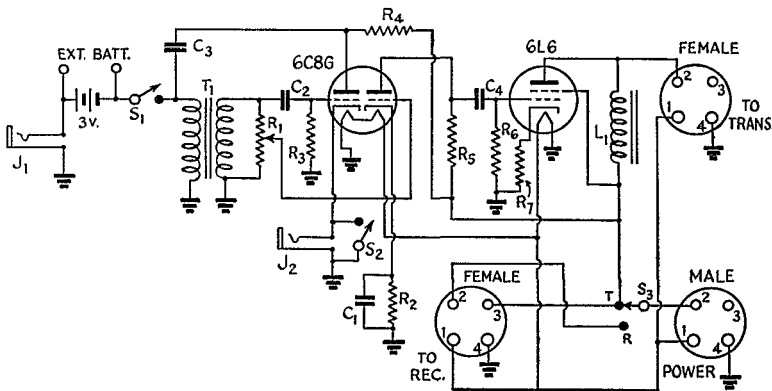 R4
6C8G
6L6
FEMALE
C3
EXT. BATT.
T1
C2
C4
2
3
1
4
TO
TRANS
3v.
S1
R1
R3
R5
R6
R7
L1
J1
J2
S2
FEMALE
T
S3
MALE
2
3
2
3
C1
R2
1
4
R
1
4
TO
REC.
POWER